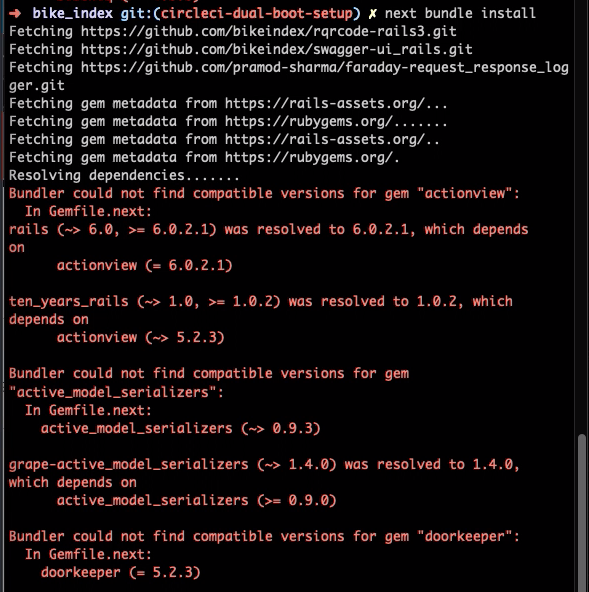 ➜  bike_index git:(circleci-dual-boot-setup) ✗ next bundle install
Fetching https://github.com/bikeindex/rqrcode-rails3.git
Fetching https://github.com/bikeindex/swagger-ui_rails.git
Fetching https://github.com/pramod-sharma/faraday-request_response_log
ger.git
Fetching gem metadata from https://rails-assets.org/...
Fetching gem metadata from https://rubygems.org/.......
Fetching gem metadata from https://rails-assets.org/..
Fetching gem metadata from https://rubygems.org/.
Resolving dependencies.......
Bundler could not find compatible versions for gem "actionview":
  In Gemfile.next:
rails (~> 6.0, >= 6.0.2.1) was resolved to 6.0.2.1, which depends
on
      actionview (= 6.0.2.1)

ten_years_rails (~> 1.0, >= 1.0.2) was resolved to 1.0.2, which
depends on
      actionview (~> 5.2.3)

Bundler could not find compatible versions for gem
"active_model_serializers":
  In Gemfile.next:
    active_model_serializers (~> 0.9.3)

grape-active_model_serializers (~> 1.4.0) was resolved to 1.4.0,
which depends on
      active_model_serializers (>= 0.9.0)

Bundler could not find compatible versions for gem "doorkeeper":
  In Gemfile.next:
    doorkeeper (= 5.2.3)